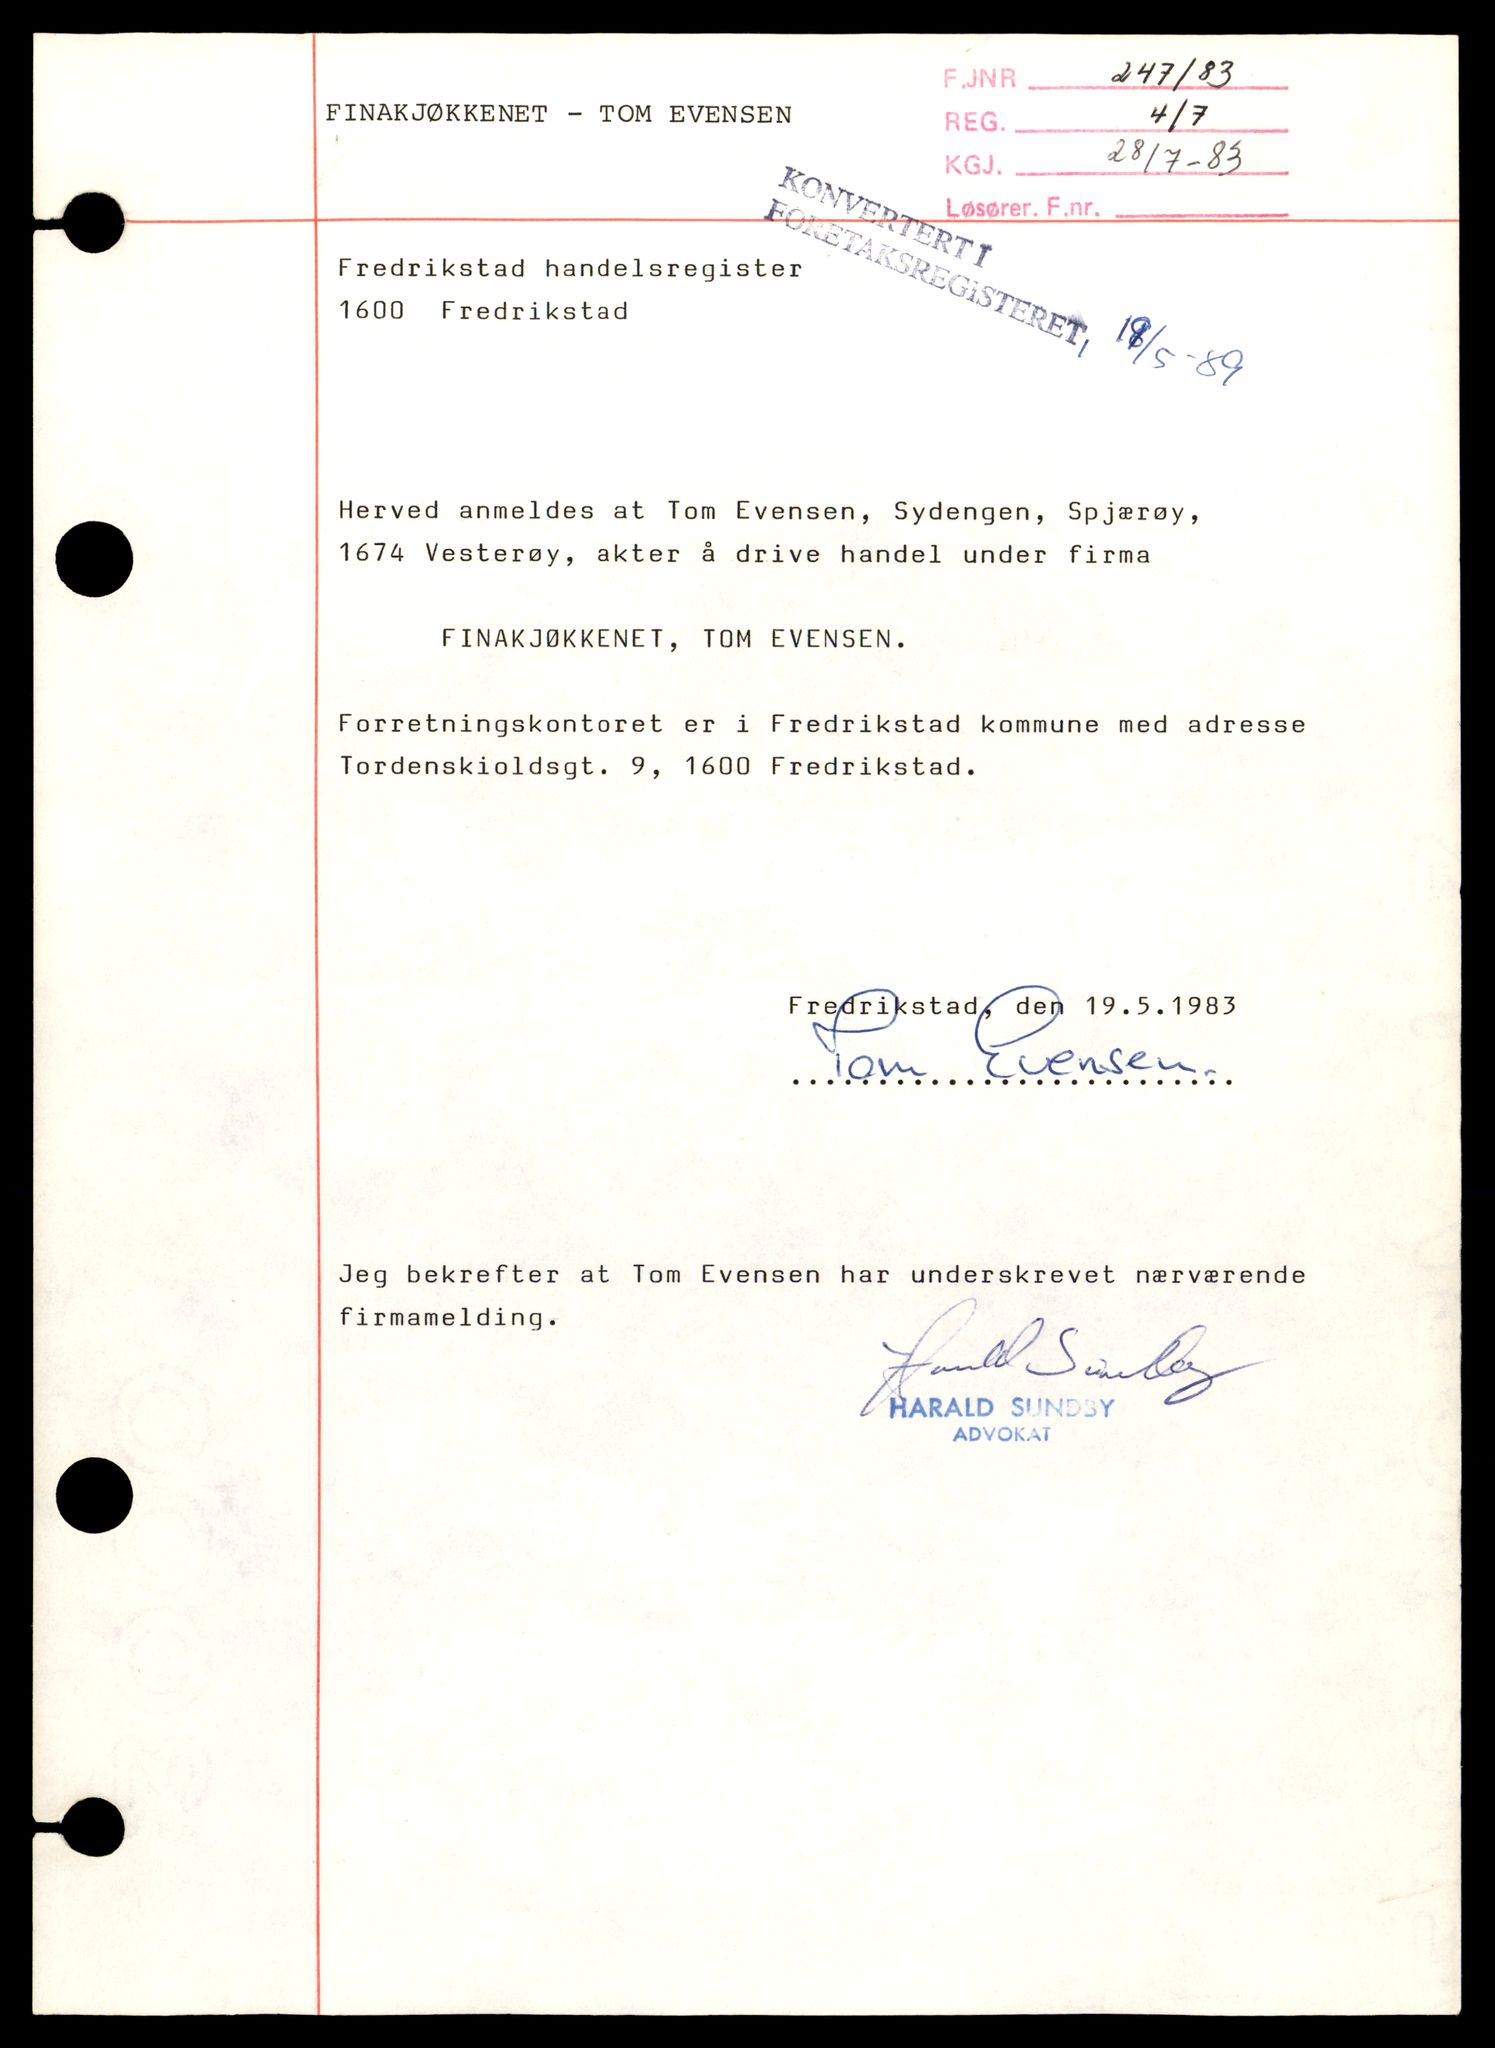 FINAKJØKKENET - TOM EVENSEN
F.JNR 247/83
REG. 4/7
KGJ. 28/7-83
Løsører. F.nr.
KONVERTERT I
FORETAKSREGISTERET, /5-89
Fredrikstad handelsregister
1600 Fredrikstad
Herved anmeldes at Tom Evensen, Sydengen, Spjærøy,
1674 Vesterøy, akter å drive handel under firma
FINAKJØKKENET, TOM EVENSEN.
Forretningskontoret er i Fredrikstad kommune med adresse
Tordenskioldsgt. 9, 1600 Fredrikstad.
Fredrikstad, den 19.5.1983
Tom Evensen.
..........................
Jeg bekrefter at Tom Evensen har underskrevet nærværende
firmamelding.
Harald Sundby
HARALD SUNDBY
ADVOKAT